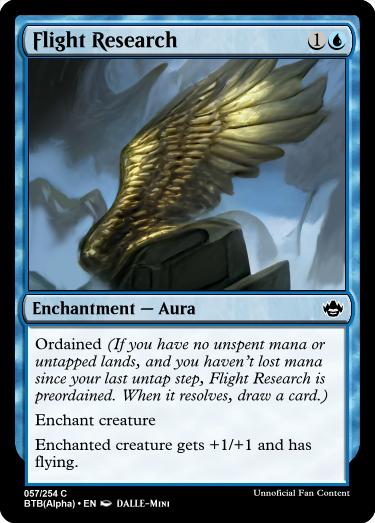 Flight Research 1
Enchantment — Aura
Ordained (If you have no unspent mana or
untapped lands, and you haven't lost mana
since your last untap step, Flight Research is
preordained. When it resolves, draw a card.)
Enchant creature
Enchanted creature gets +1/+1 and has
flying.
057/254 C
BTB(Alpha) • EN DALLE-Mini
Unnofficial Fan Content